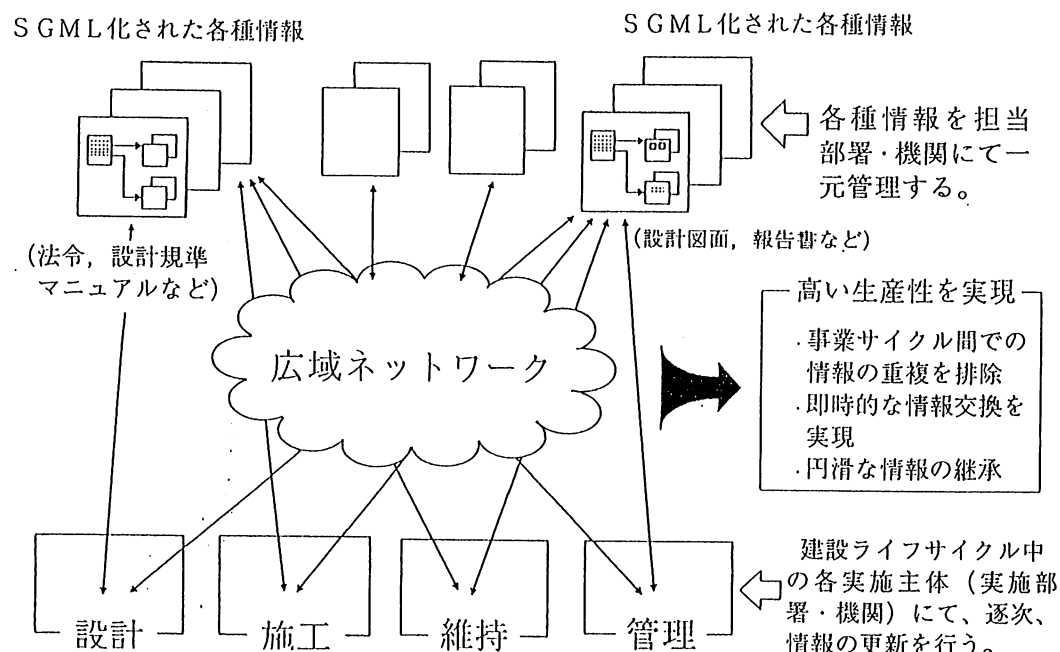 SGML化された各種情報
SGML化された各種情報
各種情報を担当
部署・機関にて一
元管理する。
(法令，設計規準
マニュアルなど)
(設計図面，報告書など)
広域ネットワーク
高い生産性を実現
・事業サイクル間での
情報の重複を排除
・即時的な情報交換を
実現
・円滑な情報の継承
設計
施工
維持
管理
建設ライフサイクル中
の各実施主体（実施部
署・機関）にて、逐次、
情報の更新を行う。